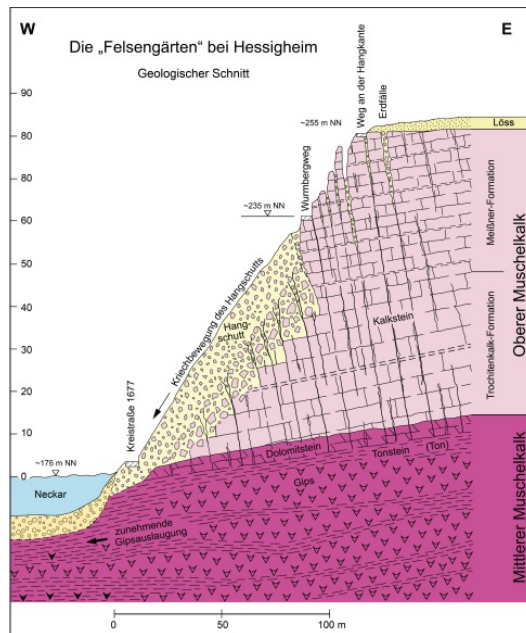 W
E
Die „Felsengärten“ bei Hessigheim
Geologischer Schnitt
90
80
70
60
50
40
30
20
10
0
~255 m NN
Weg an der Hangkante
Erdfälle
Löss
~235 m NN
Wurmbergweg
Meißner-Formation
Oberer Muschelkalk
Kriechbewegung des Hangschutts
Hang-
schutt
Kalkstein
Trochitenkalk-Formation
Kreistraße 1677
~176 m NN
Neckar
Dolomitstein
Tonstein
(Ton)
Gips
zunehmende
Gipsauslaugung
Mittlerer Muschelkalk
0
50
100 m